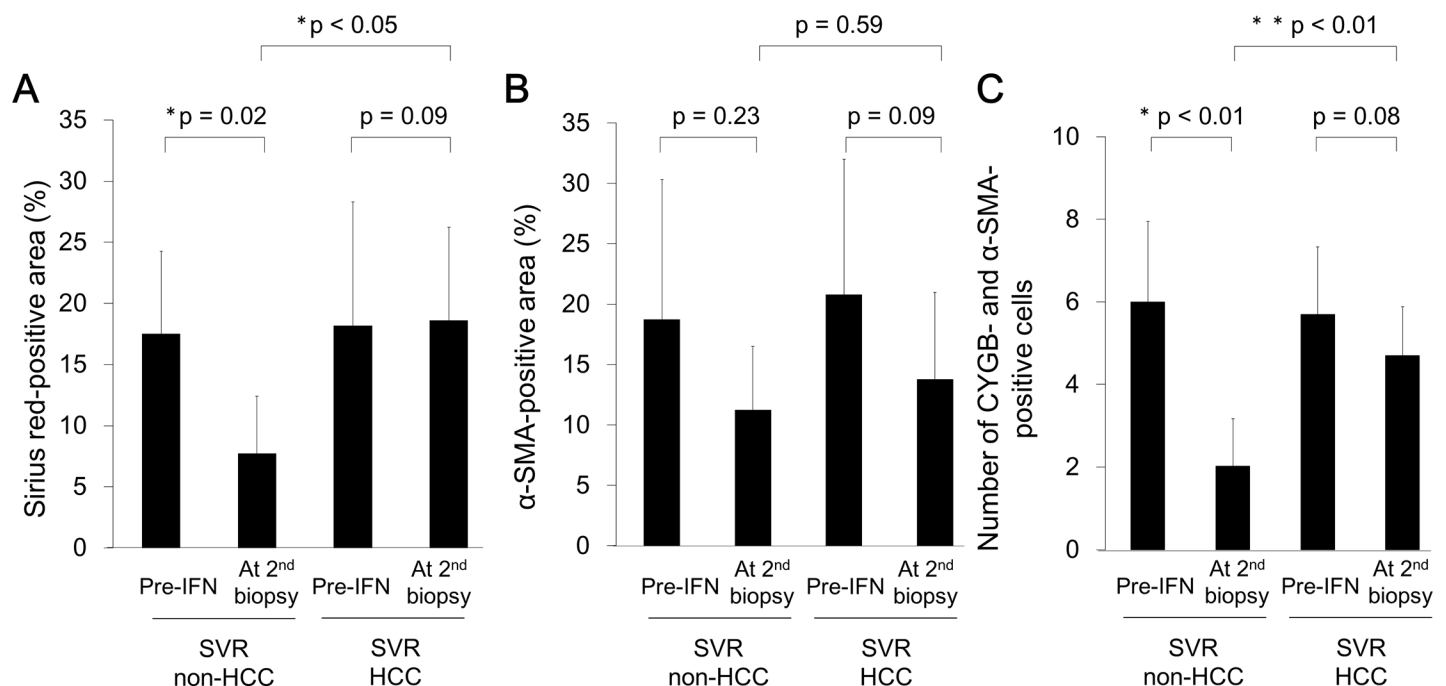 *p < 0.05
A
*p = 0.02
p = 0.09
Sirius red-positive area (%)
35
30
25
20
15
10
5
0
Pre-IFN
At 2nd
biopsy
Pre-IFN
At 2nd
biopsy
SVR
non-HCC
SVR
HCC
p = 0.59
B
p = 0.23
p = 0.09
α-SMA-positive area (%)
35
30
25
20
15
10
5
0
Pre-IFN
At 2nd
biopsy
Pre-IFN
At 2nd
biopsy
SVR
non-HCC
SVR
HCC
* * p < 0.01
C
* p < 0.01
p = 0.08
Number of CYGB- and α-SMA-
positive cells
10
8
6
4
2
0
Pre-IFN
At 2nd
biopsy
Pre-IFN
At 2nd
biopsy
SVR
non-HCC
SVR
HCC